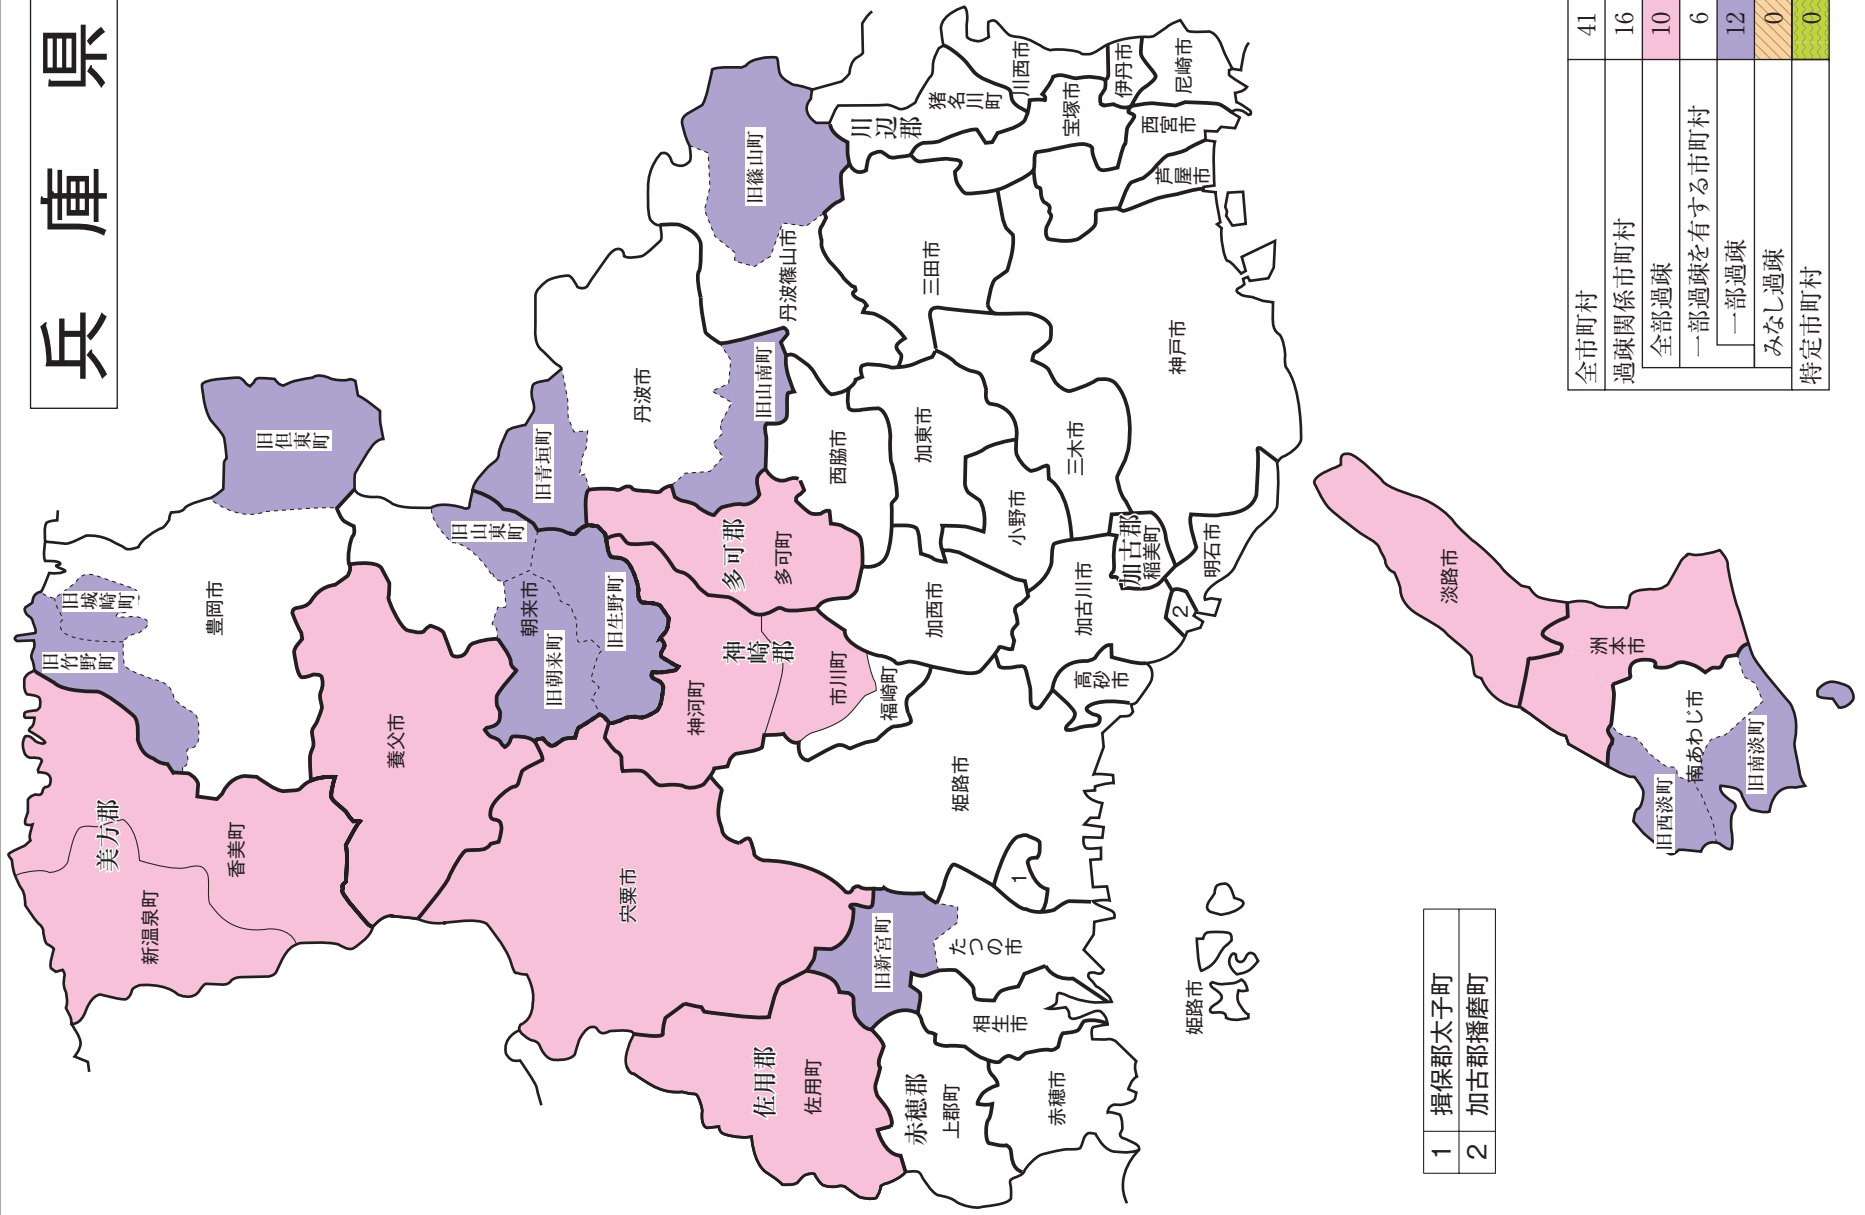 兵庫県
全市町村 41
過疎関係市町村 16
全部過疎 10
一部過疎を有する市町村 6
一部過疎 12
みなし過疎 0
特定市町村 0
美方郡
新温泉町
香美町
旧竹野町
旧城崎町
豊岡市
旧但東町
養父市
朝来市
旧山東町
旧朝来町
旧生野町
旧青垣町
丹波市
旧山南町
丹波篠山市
旧篠山町
宍粟市
神崎郡
神河町
市川町
福崎町
多可郡
多可町
西脇市
加東市
加西市
小野市
三木市
三田市
川辺郡
猪名川町
川西市
宝塚市
伊丹市
尼崎市
西宮市
芦屋市
神戸市
佐用郡
佐用町
旧新宮町
たつの市
相生市
赤穂郡
上郡町
赤穂市
姫路市
姫路市
1
高砂市
加古川市
加古郡
稲美町
2
明石市
淡路市
洲本市
南あわじ市
旧西淡町
旧南淡町
1 揖保郡太子町
2 加古郡播磨町